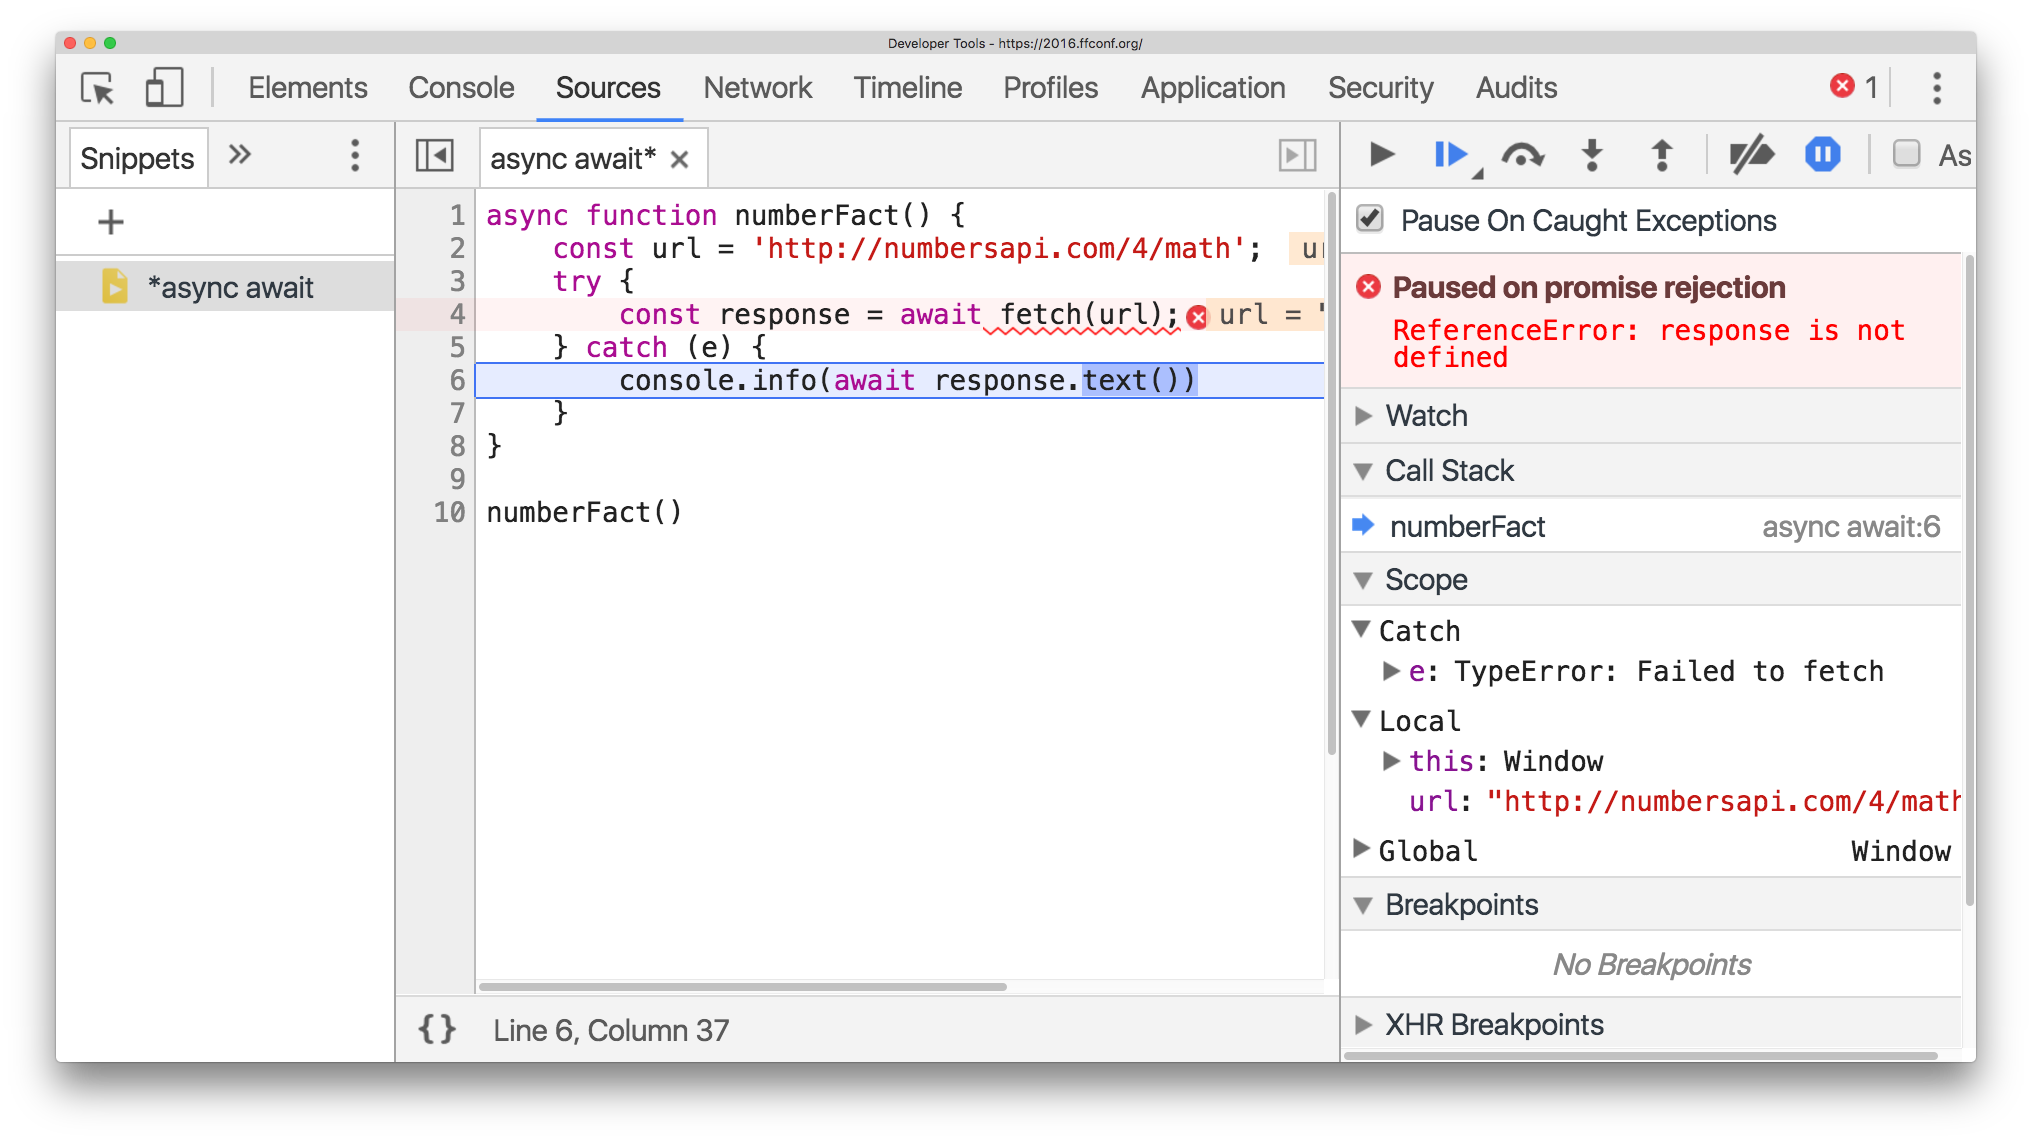 Developer Tools - https://2016.ffconf.org/
Elements Console Sources Network Timeline Profiles Application Security Audits 1
Snippets
async await*
As
*async await
1 async function numberFact() {
2 const url = 'http://numbersapi.com/4/math';
3 try {
4 const response = await fetch(url); url = "
5 } catch (e) {
6 console.info(await response.text())
7 }
8 }
9
10 numberFact()
{} Line 6, Column 37
Pause On Caught Exceptions
Paused on promise rejection
ReferenceError: response is not
defined
Watch
Call Stack
numberFact async await:6
Scope
Catch
e: TypeError: Failed to fetch
Local
this: Window
url: "http://numbersapi.com/4/math
Global Window
Breakpoints
No Breakpoints
XHR Breakpoints